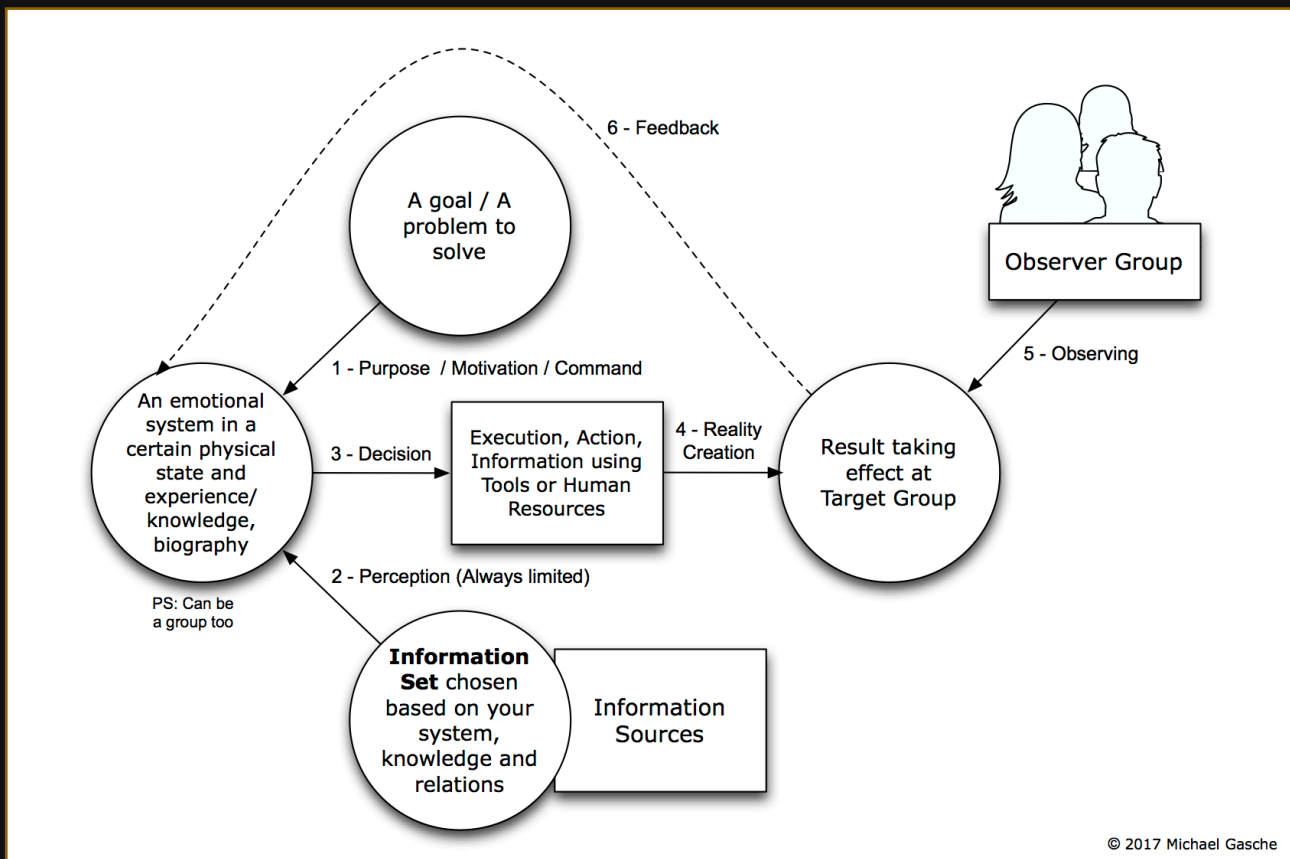 6 - Feedback
A goal / A
problem to
solve
Observer Group
5 - Observing
1 - Purpose  / Motivation / Command
An emotional
system in a
certain physical
state and
experience/
knowledge,
biography
PS: Can be
a group too
3 - Decision
Execution, Action,
Information using
Tools or Human
Resources
4 - Reality
Creation
Result taking
effect at
Target Group
2 - Perception (Always limited)
Information
Set chosen
based on your
system,
knowledge and
relations
Information
Sources
© 2017 Michael Gasche